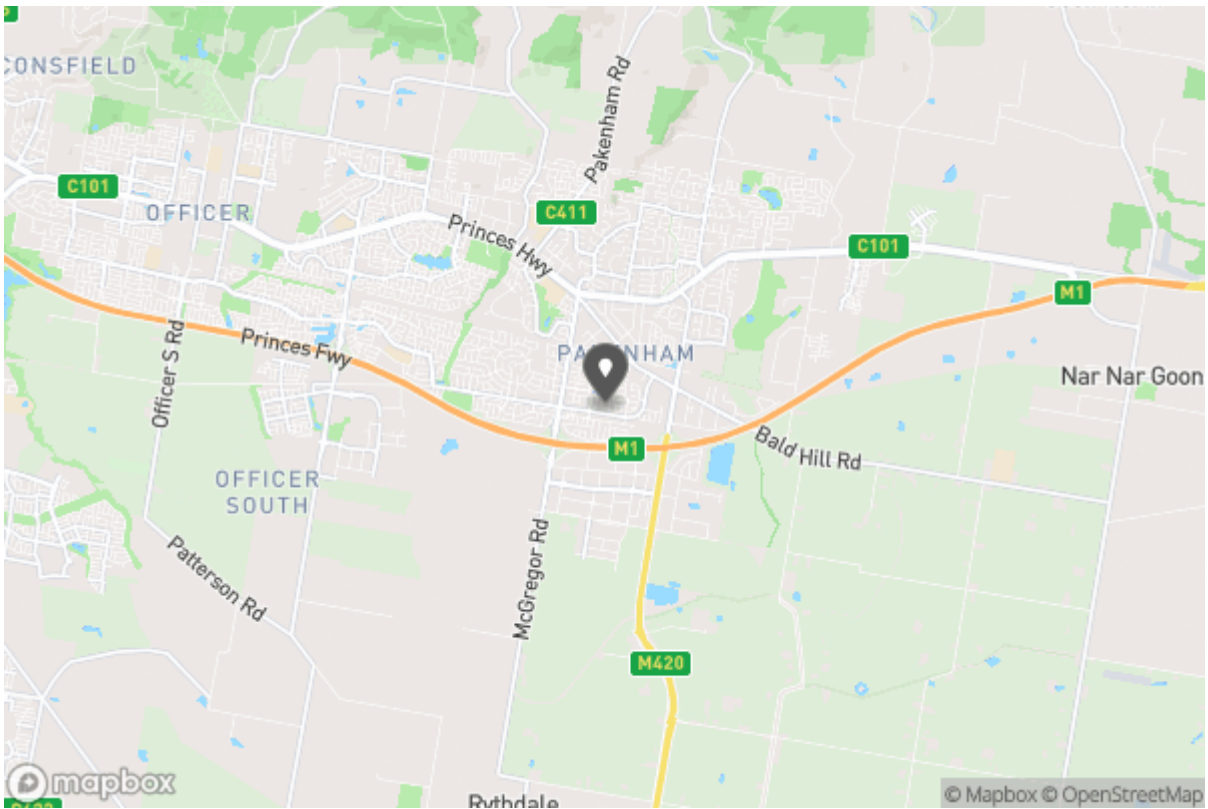 CONSFIELD
Pakenham Rd
C101
OFFICER
C411
Princes Hwy
C101
M1
Princes Fwy
Officer S Rd
Nar Nar Goon
M1
Bald Hill Rd
OFFICER
SOUTH
McGregor Rd
Patterson Rd
M420
mapbox
Rythdale
© Mapbox © OpenStreetMap